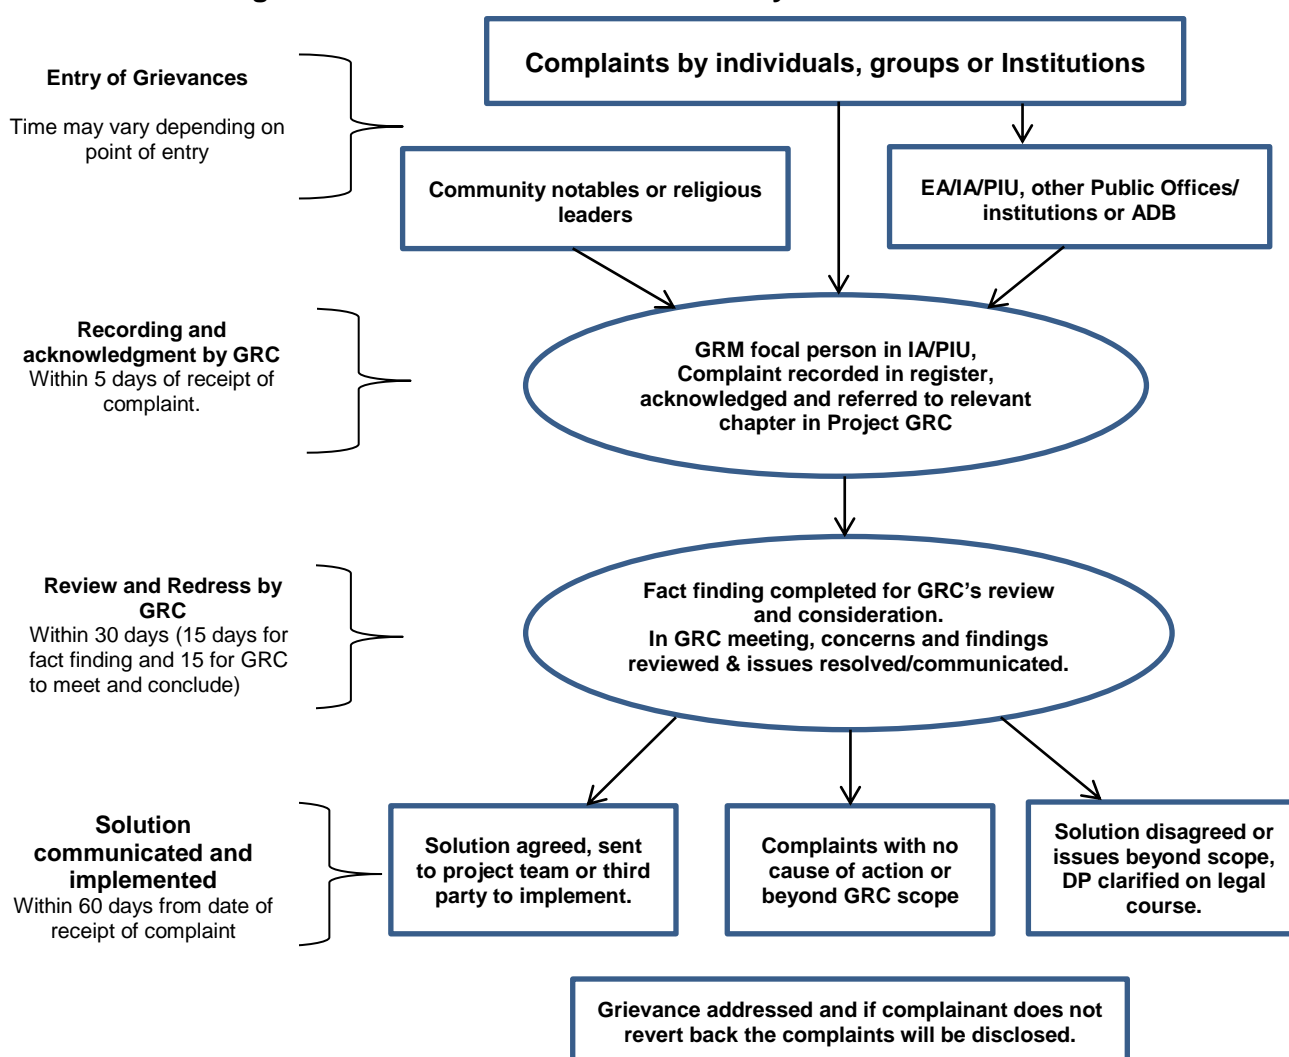 Complaints by individuals, groups or Institutions
Entry of Grievances
Time may vary depending on
point of entry
Community notables or religious
leaders
EA/IA/PIU, other Public Offices/
institutions or ADB
Recording and
acknowledgment by GRC
Within 5 days of receipt of
complaint.
GRM focal person in IA/PIU,
Complaint recorded in register,
acknowledged and referred to relevant
chapter in Project GRC
Review and Redress by
GRC
Within 30 days (15 days for
fact finding and 15 for GRC
to meet and conclude)
Fact finding completed for GRC’s review
and consideration.
In GRC meeting, concerns and findings
reviewed & issues resolved/communicated.
Solution
communicated and
implemented
Within 60 days from date of
receipt of complaint
Solution agreed, sent
to project team or third
party to implement.
Complaints with no
cause of action or
beyond GRC scope
Solution disagreed or
issues beyond scope,
DP clarified on legal
course.
Grievance addressed and if complainant does not
revert back the complaints will be disclosed.